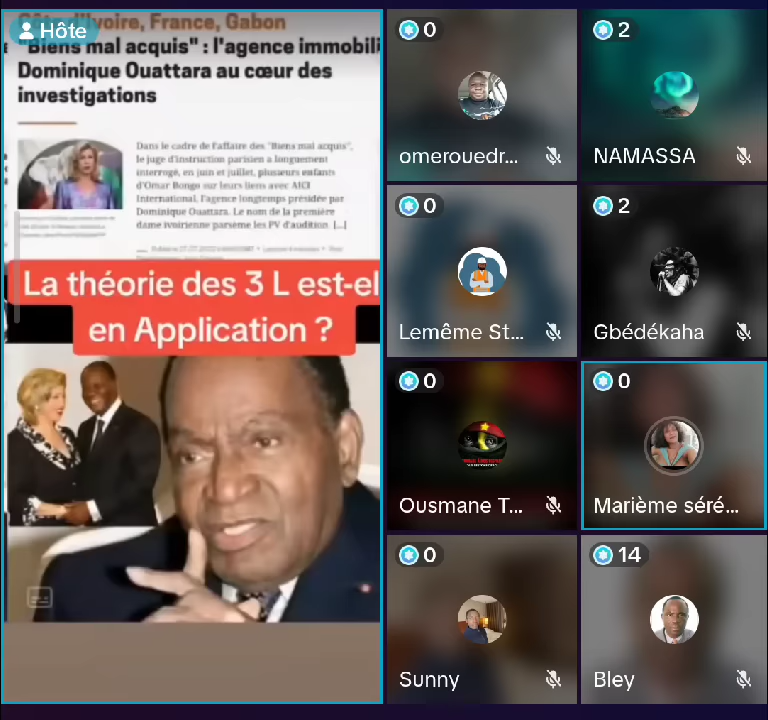 Côte d'Ivoire, France, Gabon
Hôte
"Biens mal acquis" : l'agence immobili
Dominique Ouattara au cœur des
investigations
Dans le cadre de l'affaire des "Biens mal acquis",
le juge d'instruction parisien a longuement
interrogé, en juin et juillet, plusieurs enfants
d'Omar Bongo sur leurs liens avec AICI
International, l'agence longtemps présidée par
Dominique Ouattara. Le nom de la première
dame ivoirienne parsème les PV d'audition. [...]
La théorie des 3 L est-el
en Application ?
0
omerouedr...
2
NAMASSA
0
Lemême St...
2
Gbédékaha
0
Ousmane T...
0
Marième séré...
0
Sunny
14
Bley